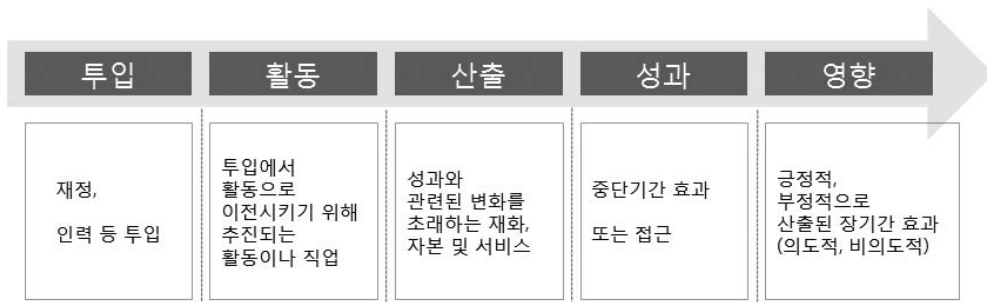 투입
재정,
인력 등 투입
활동
투입에서
활동으로
이전시키기 위해
추진되는
활동이나 직업
산출
성과와
관련된 변화를
초래하는 재화,
자본 및 서비스
성과
중단기간 효과
또는 접근
영향
긍정적,
부정적으로
산출된 장기간 효과
(의도적, 비의도적)